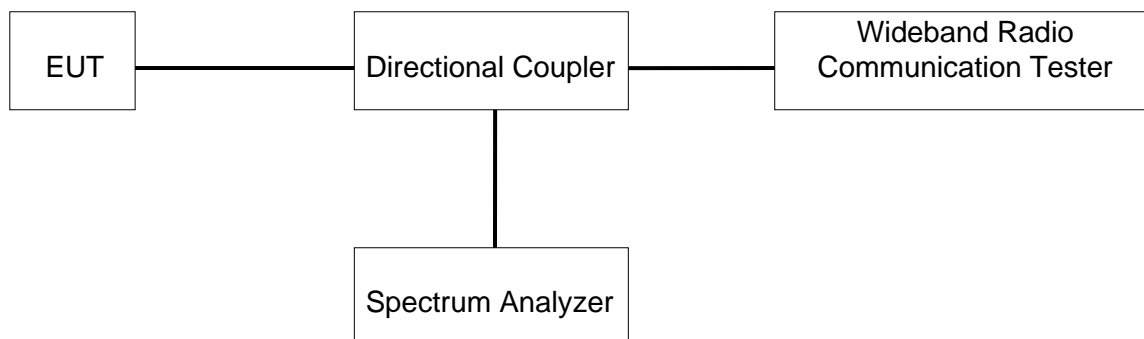 EUT
Directional Coupler
Wideband Radio
Communication Tester
Spectrum Analyzer